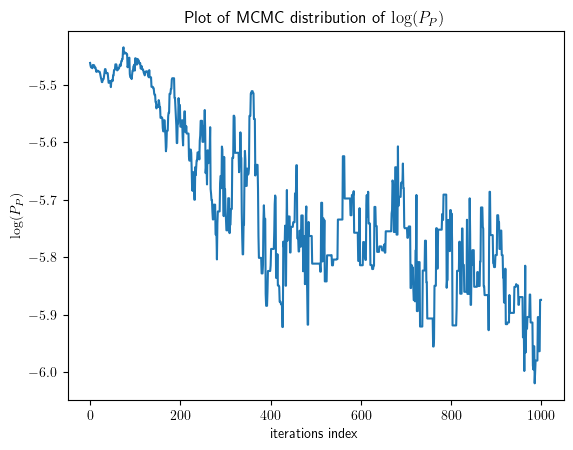 Plot of MCMC distribution of log(P_P)
log(P_P)
−5.5
−5.6
−5.7
−5.8
−5.9
−6.0
0 200 400 600 800 1000
iterations index